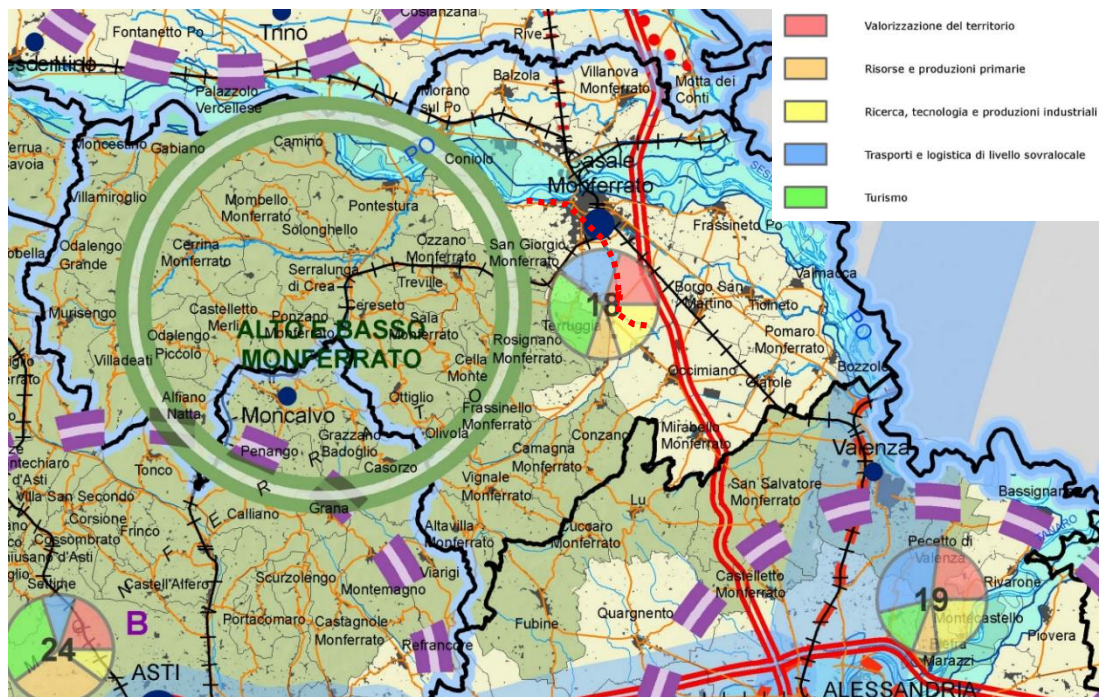 Costanzana
Fontanetto Po
Trino
Rive
Balzola
Villanova
Monferrato
Motta dei
Conti
Palazzolo
Vercellese
Morano
sul Po
Moncestino
Gabiano
Camino
PO
Coniolo
Casale
Monferrato
Villamiroglio
Mombello
Monferrato
Solonghello
Pontestura
Frassineto Po
Odalengo
Grande
Cerrina
Monferrato
Ozzano
Monferrato
San Giorgio
Monferrato
Serralunga
di Crea
Treville
Valmacca
Borgo San
Martino
Ticineto
PO
Murisengo
Castelletto
Merli
Ponzano
Monferrato
Cereseto
Sala
Monferrato
18
Terruggia
Pomaro
Monferrato
Odalengo
Piccolo
ALTO E BASSO
MONFERRATO
Rosignano
Monferrato
Villadeati
Cella
Monte
Occimiano
Giarole
Bozzole
Alfiano
Natta
Moncalvo
Ottiglio
Frassinello
Monferrato
Grazzano
Badoglio
Olivola
Conzano
Mirabello
Monferrato
Valenza
Penango
Casorzo
Camagna
Monferrato
Tonco
Vignale
Monferrato
San Salvatore
Monferrato
Villa San Secondo
Grana
Lu
Bassignana
Corsione
Calliano
Altavilla
Monferrato
Cuccaro
Monferrato
TANARO
Frinco
Cossombrato
Viarigi
Pecetto di
Valenza
Settime
Castell'Alfero
Scurzolengo
Montemagno
Castelletto
Monferrato
Rivarone
19
Quargnento
Montecastello
B
Portacomaro
Castagnole
Monferrato
Fubine
Piovera
24
Refrancore
Pietra
Marazzi
ASTI
ALESSANDRIA
Valorizzazione del territorio
Risorse e produzioni primarie
Ricerca, tecnologia e produzioni industriali
Trasporti e logistica di livello sovralocale
Turismo